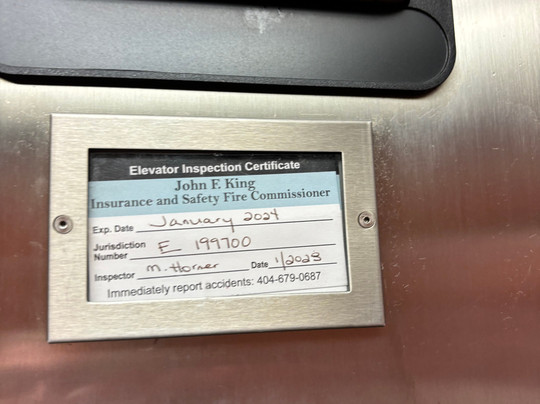 Elevator Inspection Certificate
John F. King
Insurance and Safety Fire Commissioner
Exp. Date January 2024
Jurisdiction Number E 199700
Inspector M. Horner Date 1/2023
Immediately report accidents: 404-679-0687